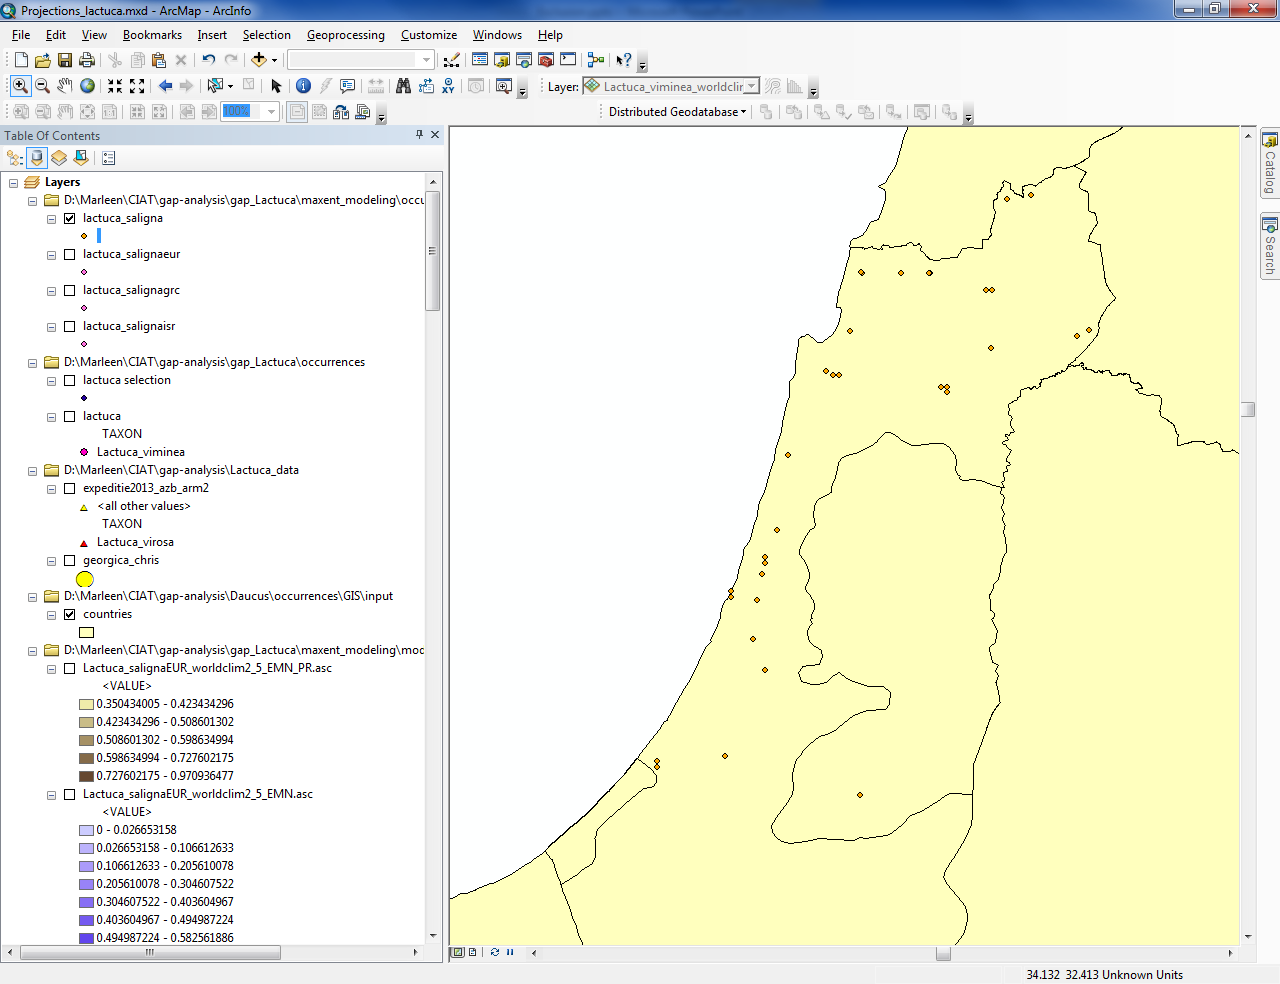 Projections_lactuca.mxd - ArcMap - ArcInfo
File Edit View Bookmarks Insert Selection Geoprocessing Customize Windows Help
Layer: Lactuca_viminea_worldclin
100%
Distributed Geodatabase
Table Of Contents
Layers
D:\Marleen\CIAT\gap-analysis\gap_Lactuca\maxent_modeling\occu
lactuca_saligna
lactuca_salignaeur
lactuca_salignagrc
lactuca_salignaisr
D:\Marleen\CIAT\gap-analysis\gap_Lactuca\occurrences
lactuca selection
lactuca
TAXON
Lactuca_viminea
D:\Marleen\CIAT\gap-analysis\Lactuca_data
expeditie2013_azb_arm2
<all other values>
TAXON
Lactuca_virosa
georgica_chris
D:\Marleen\CIAT\gap-analysis\Daucus\occurrences\GIS\input
countries
D:\Marleen\CIAT\gap-analysis\gap_Lactuca\maxent_modeling\mod
Lactuca_salignaEUR_worldclim2_5_EMN_PR.asc
<VALUE>
0.350434005 - 0.423434296
0.423434296 - 0.508601302
0.508601302 - 0.598634994
0.598634994 - 0.727602175
0.727602175 - 0.970936477
Lactuca_salignaEUR_worldclim2_5_EMN.asc
<VALUE>
0 - 0.026653158
0.026653158 - 0.106612633
0.106612633 - 0.205610078
0.205610078 - 0.304607522
0.304607522 - 0.403604967
0.403604967 - 0.494987224
0.494987224 - 0.582561886
Catalog
Search
34.132 32.413 Unknown Units